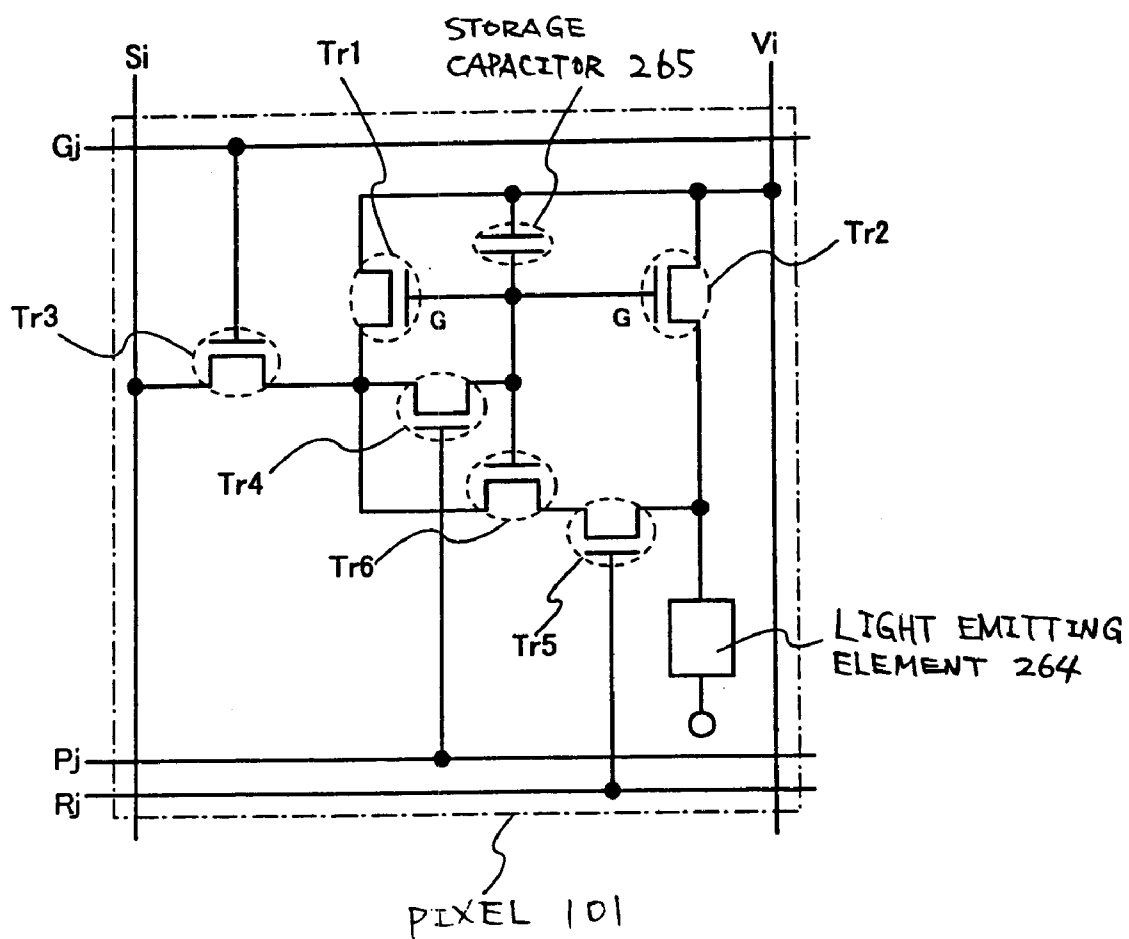 STORAGE
CAPACITOR 265
Si
Tr1
Vi
Gj
Tr2
Tr3
G
G
Tr4
Tr6
Tr5
LIGHT EMITTING
ELEMENT 264
Pj
Rj
PIXEL 101